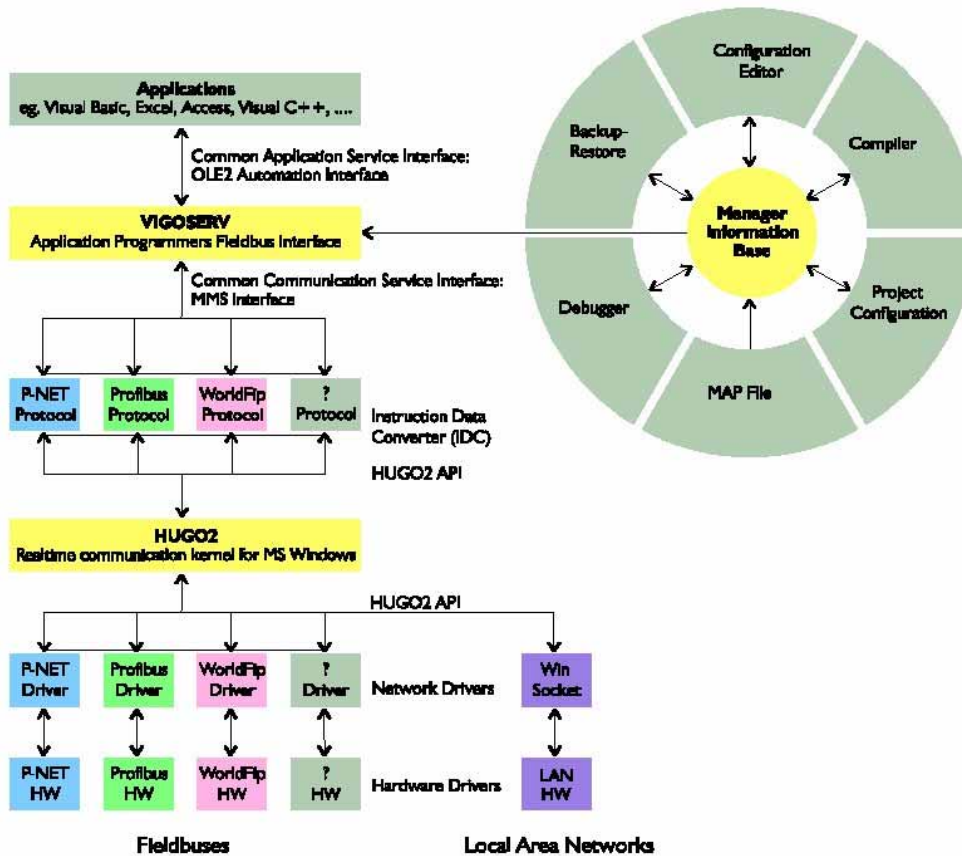 Applications
eg, Visual Basic, Excel, Access, Visual C++, ....
Common Application Service Interface:
OLE2 Automation Interface
VIGOSERV
Application Programmers Fieldbus Interface
Common Communication Service Interface:
MMS Interface
P-NET
Protocol
Profibus
Protocol
WorldFip
Protocol
?
Protocol
Instruction Data
Converter (IDC)
HUGO2 API
HUGO2
Realtime communication kernel for MS Windows
HUGO2 API
P-NET
Driver
Profibus
Driver
WorldFip
Driver
?
Driver
Network Drivers
Win
Socket
P-NET
HW
Profibus
HW
WorldFip
HW
?
HW
Hardware Drivers
LAN
HW
Fieldbuses
Local Area Networks
Configuration
Editor
Backup-
Restore
Compiler
Manager
Information
Base
Debugger
Project
Configuration
MAP File